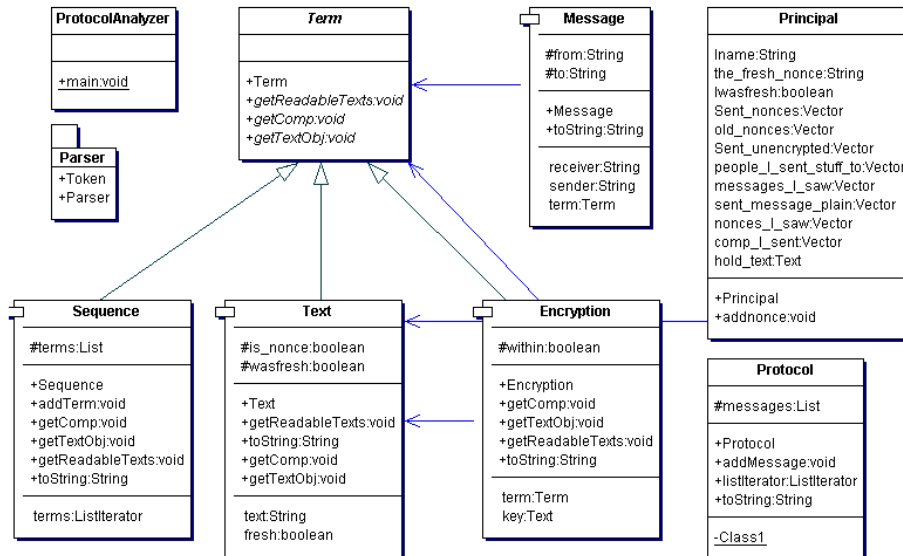 ProtocolAnalyzer
+main:void
Parser
+Token
+Parser
Term
+Term
+getReadableTexts:void
+getComp:void
+getTextObj:void
Message
#from:String
#to:String
+Message
+toString:String
receiver:String
sender:String
term:Term
Principal
Iname:String
the_fresh_nonce:String
Iwasfresh:boolean
Sent_nonces:Vector
old_nonces:Vector
Sent_unencrypted:Vector
people_I_sent_stuff_to:Vector
messages_I_saw:Vector
sent_message_plain:Vector
nonces_I_saw:Vector
comp_I_sent:Vector
hold_text:Text
+Principal
+addnonce:void
Sequence
#terms:List
+Sequence
+addTerm:void
+getComp:void
+getTextObj:void
+getReadableTexts:void
+toString:String
terms:ListIterator
Text
#is_nonce:boolean
#wasfresh:boolean
+Text
+getReadableTexts:void
+toString:String
+getComp:void
+getTextObj:void
text:String
fresh:boolean
Encryption
#within:boolean
+Encryption
+getComp:void
+getTextObj:void
+getReadableTexts:void
+toString:String
term:Term
key:Text
Protocol
#messages:List
+Protocol
+addMessage:void
+listIterator:ListIterator
+toString:String
-Class1